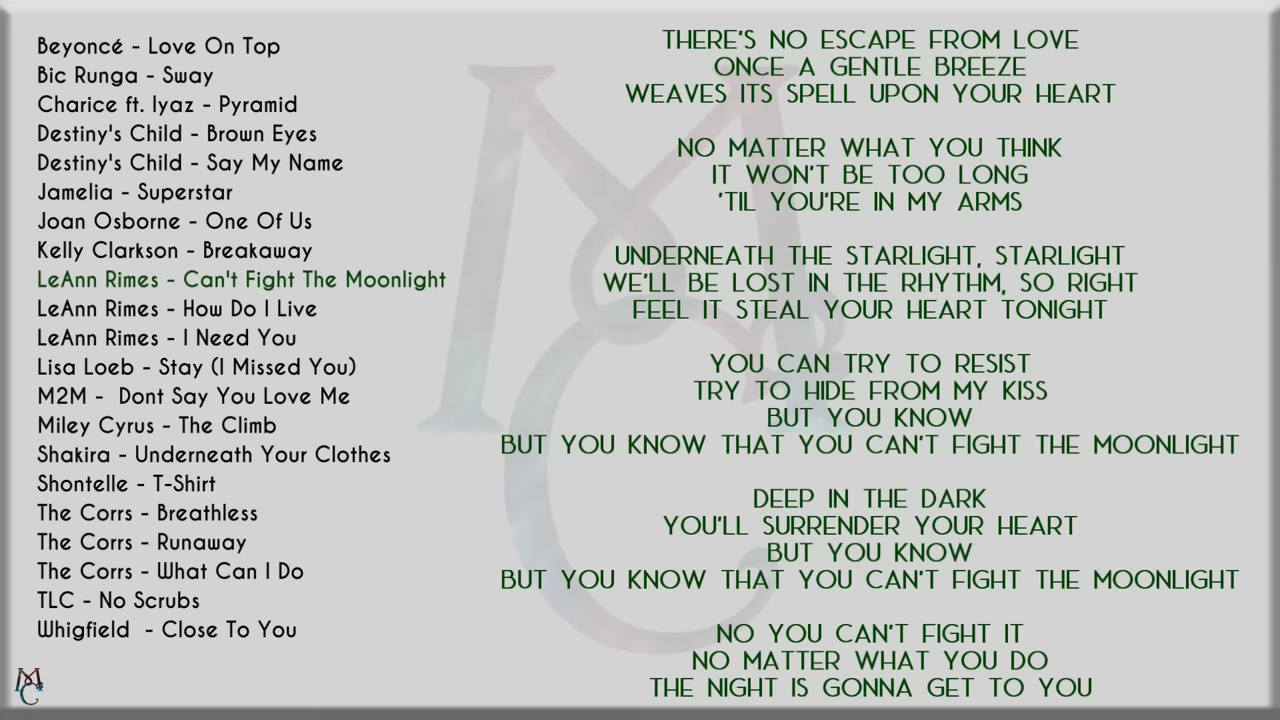 Beyoncé - Love On Top
Bic Runga - Sway
Charice ft. Iyaz - Pyramid
Destiny's Child - Brown Eyes
Destiny's Child - Say My Name
Jamelia - Superstar
Joan Osborne - One Of Us
Kelly Clarkson - Breakaway
LeAnn Rimes - Can't Fight The Moonlight
LeAnn Rimes - How Do I Live
LeAnn Rimes - I Need You
Lisa Loeb - Stay (I Missed You)
M2M -  Dont Say You Love Me
Miley Cyrus - The Climb
Shakira - Underneath Your Clothes
Shontelle - T-Shirt
The Corrs - Breathless
The Corrs - Runaway
The Corrs - What Can I Do
TLC - No Scrubs
Whigfield  - Close To You
MC
THERE'S NO ESCAPE FROM LOVE
ONCE A GENTLE BREEZE
WEAVES ITS SPELL UPON YOUR HEART
NO MATTER WHAT YOU THINK
IT WON'T BE TOO LONG
'TIL YOU'RE IN MY ARMS
UNDERNEATH THE STARLIGHT, STARLIGHT
WE'LL BE LOST IN THE RHYTHM, SO RIGHT
FEEL IT STEAL YOUR HEART TONIGHT
YOU CAN TRY TO RESIST
TRY TO HIDE FROM MY KISS
BUT YOU KNOW
BUT YOU KNOW THAT YOU CAN'T FIGHT THE MOONLIGHT
DEEP IN THE DARK
YOU'LL SURRENDER YOUR HEART
BUT YOU KNOW
BUT YOU KNOW THAT YOU CAN'T FIGHT THE MOONLIGHT
NO YOU CAN'T FIGHT IT
NO MATTER WHAT YOU DO
THE NIGHT IS GONNA GET TO YOU